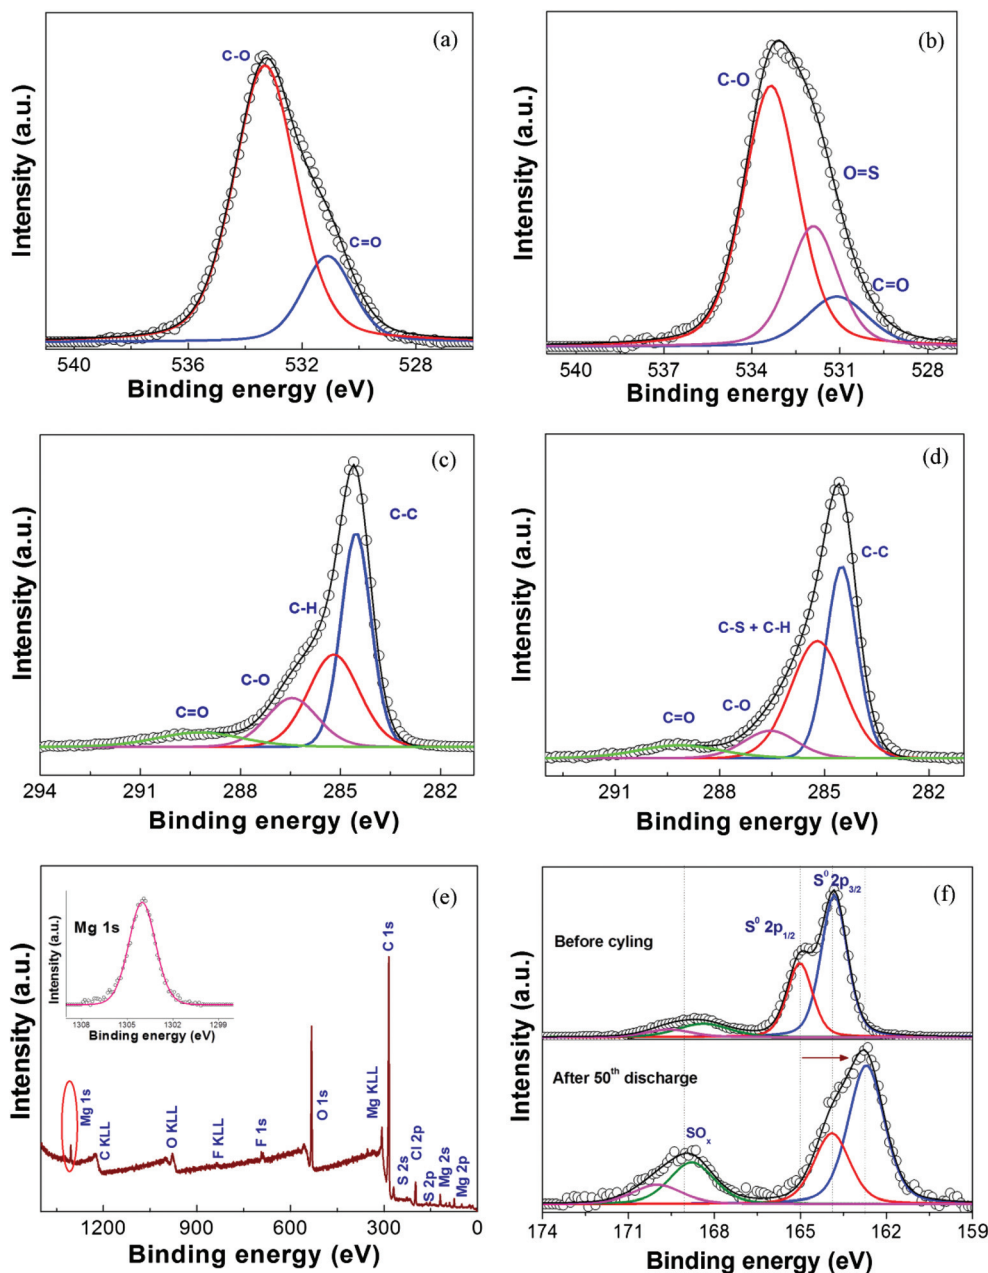 (a)
C-O
C=O
Intensity (a.u.)
540 537 534 531 528
Binding energy (eV)
(b)
C-O
O=S
C=O
Intensity (a.u.)
540 537 534 531 528
Binding energy (eV)
(c)
C-C
C-H
C-O
C=O
Intensity (a.u.)
294 291 288 285 282
Binding energy (eV)
(d)
C-C
C-S + C-H
C-O
C=O
Intensity (a.u.)
291 288 285 282
Binding energy (eV)
(e)
Mg 1s
Intensity (a.u.)
1308 1305 1302 1299
Binding energy (eV)
Mg 1s
C KLL
O KLL
F KLL
F 1s
O 1s
Mg KLL
C 1s
S 2s
Cl 2p
S 2p
Mg 2s
Mg 2p
Intensity (a.u.)
1200 900 600 300 0
Binding energy (eV)
(f)
S⁰ 2p3/2
S⁰ 2p1/2
Before cyling
After 50th discharge
SOx
Intensity (a.u.)
174 171 168 165 162 159
Binding energy (eV)